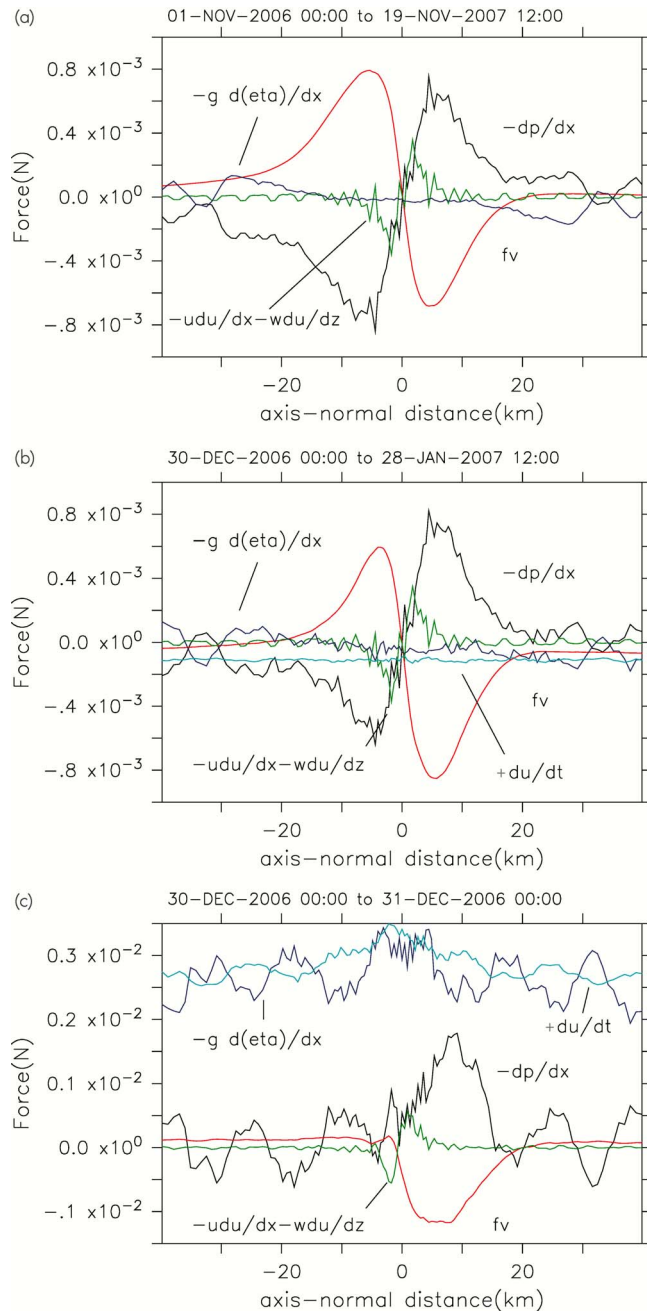 (a)
01-NOV-2006 00:00 to 19-NOV-2007 12:00
0.8 x10⁻³
0.4 x10⁻³
0.0 x10⁰
-.4 x10⁻³
-.8 x10⁻³
Force(N)
-g d(eta)/dx
-dp/dx
fv
-udu/dx-wdu/dz
-20 0 20
axis-normal distance(km)
(b)
30-DEC-2006 00:00 to 28-JAN-2007 12:00
0.8 x10⁻³
0.4 x10⁻³
0.0 x10⁰
-.4 x10⁻³
-.8 x10⁻³
Force(N)
-g d(eta)/dx
-dp/dx
fv
-udu/dx-wdu/dz
+du/dt
-20 0 20
axis-normal distance(km)
(c)
30-DEC-2006 00:00 to 31-DEC-2006 00:00
0.3 x10⁻²
0.2 x10⁻²
0.1 x10⁻²
0.0 x10⁰
-.1 x10⁻²
Force(N)
+du/dt
-g d(eta)/dx
-dp/dx
-udu/dx-wdu/dz
fv
-20 0 20
axis-normal distance(km)